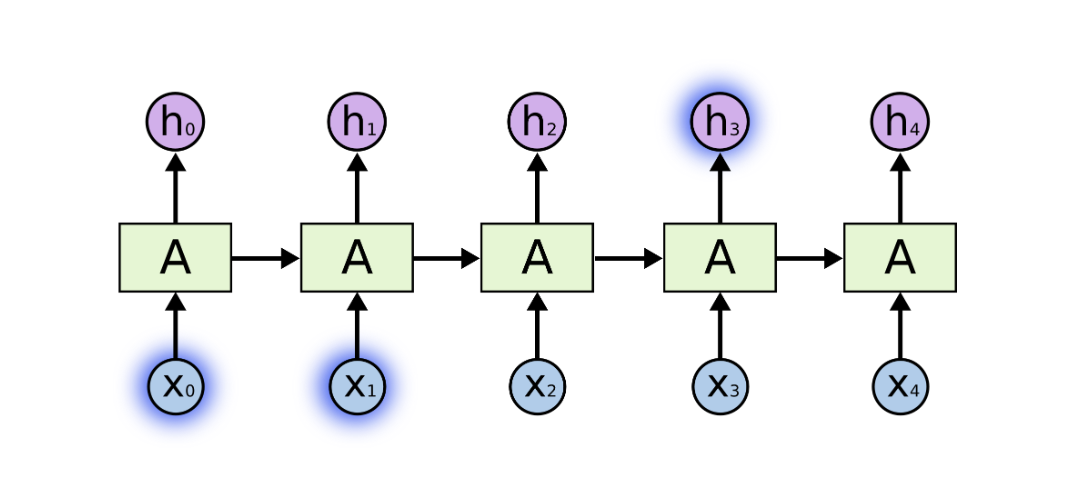 h₀ h₁ h₂ h₃ h₄
A A A A A
x₀ x₁ x₂ x₃ x₄